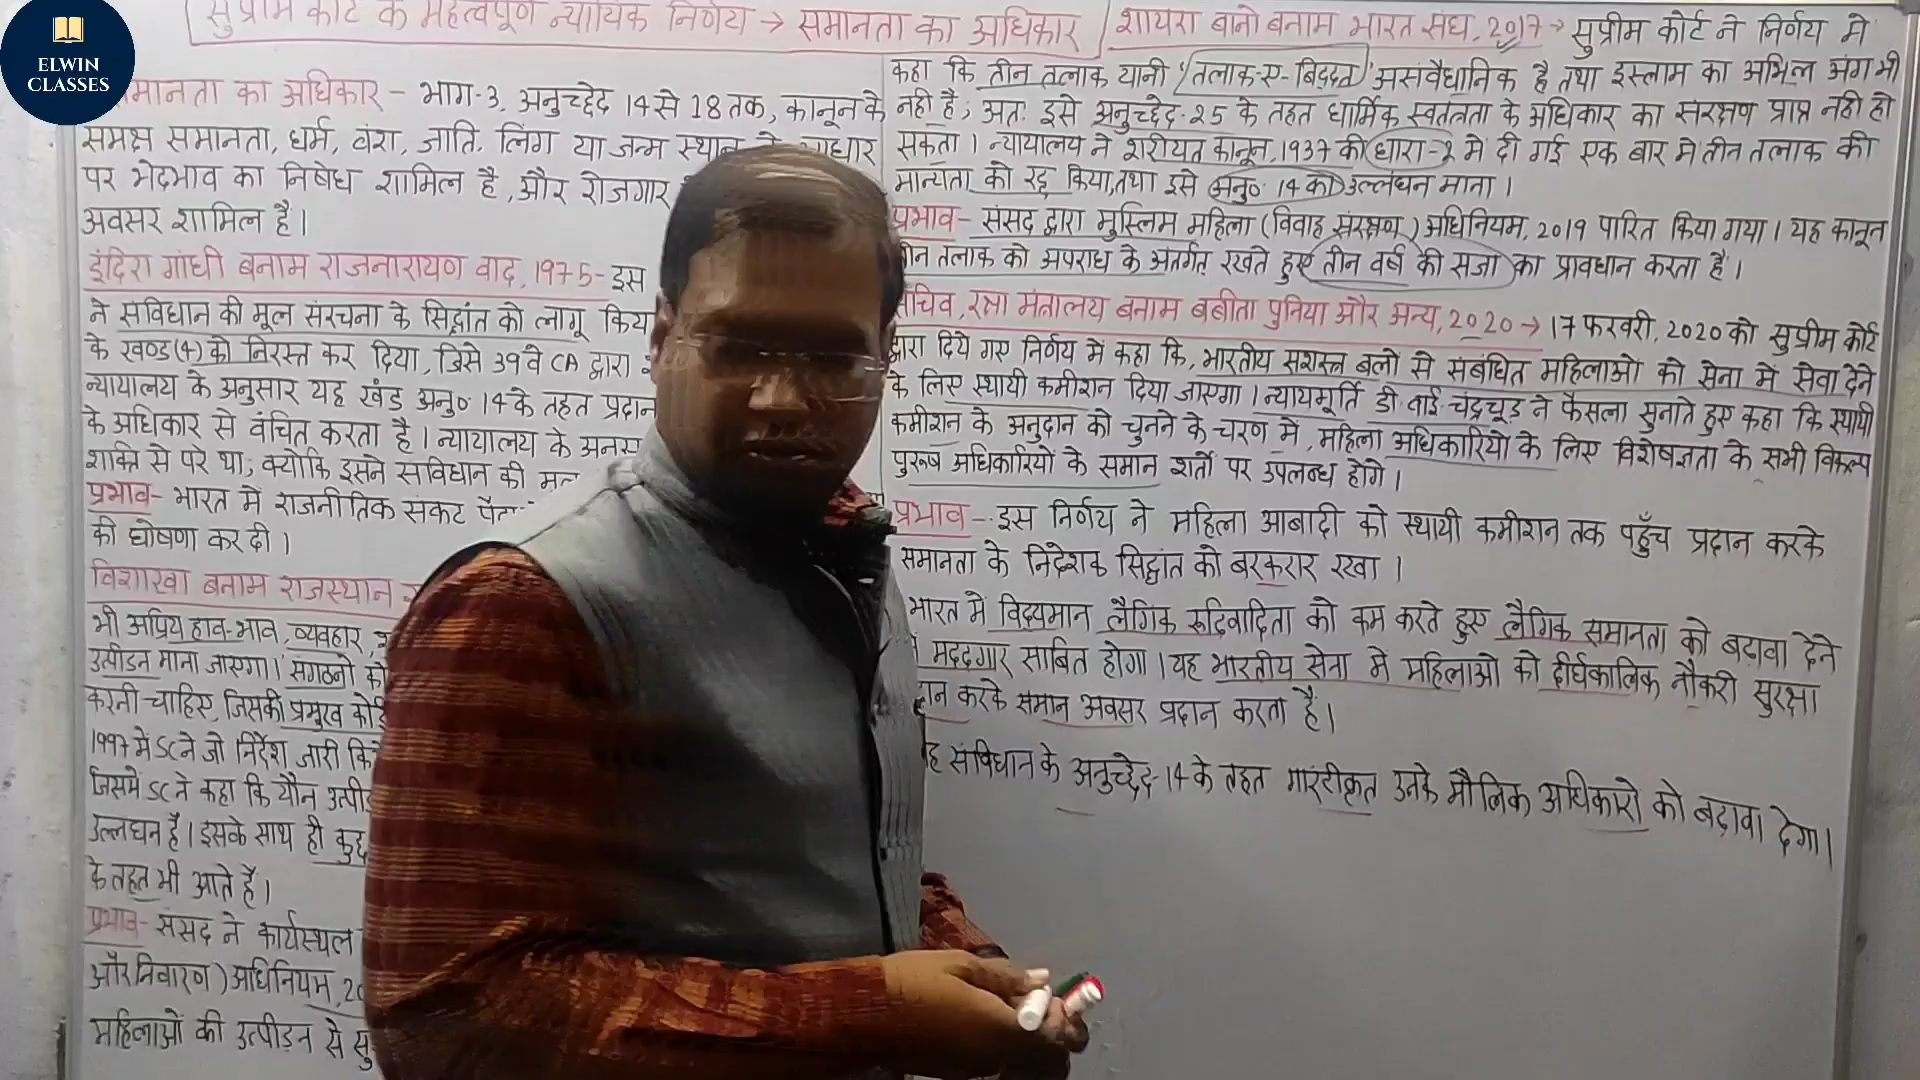 ELWIN
CLASSES
सुप्रीम कोर्ट के महत्वपूर्ण न्यायिक निर्णय → समानता का अधिकार
मानता का अधिकार - भाग-3, अनुच्छेद 14 से 18 तक, कानून के
समक्ष समानता, धर्म, वंश, जाति, लिंग या जन्म स्थान के आधार
पर भेदभाव का निषेध शामिल है, और रोजगार
अवसर शामिल है।
इंदिरा गांधी बनाम राजनारायण वाद, 1975- इस
ने संविधान की मूल संरचना के सिद्धांत को लागू किय
के खण्ड (4) को निरस्त कर दिया, जिसे 39वे CA द्वारा
न्यायालय के अनुसार यह खंड अनु० 14 के तहत प्रदान
के अधिकार से वंचित करता है। न्यायालय के अनुस
शक्ति से परे था; क्योंकि इसने संविधान की मूल
प्रभाव- भारत में राजनीतिक संकट पैदा
की घोषणा कर दी।
विशाखा बनाम राजस्थान
भी अप्रिय हाव-भाव, व्यवहार,
उत्पीडन माना जाएगा। संगठनो को
करनी चाहिए, जिसकी प्रमुख कोई
1997 में SC ने जो निर्देश जारी किये
जिसमे SC ने कहा कि यौन उत्पीड
उल्लंघन है। इसके साथ ही कुछ
के तहत भी आते हैं।
प्रभाव- संसद ने कार्यस्थल
और निवारण) अधिनियम, 20
महिलाओं की उत्पीड़न से सु
शायरा बानो बनाम भारत संघ, 2017 → सुप्रीम कोर्ट ने निर्णय में
कहा कि तीन तलाक यानी 'तलाक-ए-बिद्दत' असंवैधानिक है तथा इस्लाम का अभिन्न अंग भी
नहीं है; अतः इसे अनुच्छेद-25 के तहत धार्मिक स्वतंत्रता के अधिकार का संरक्षण प्राप्त नही हो
सकता। न्यायालय ने शरीयत कानून, 1937 की धारा-2 में दी गई एक बार में तीन तलाक की
मान्यता को रद्द किया, तथा इसे अनु० 14 का उल्लंघन माना।
प्रभाव- संसद द्वारा मुस्लिम महिला (विवाह संरक्षण) अधिनियम, 2019 पारित किया गया। यह कानून
तीन तलाक को अपराध के अंतर्गत रखते हुए तीन वर्ष की सजा का प्रावधान करता है।
सचिव, रक्षा मंत्रालय बनाम बबीता पुनिया और अन्य, 2020 → 17 फरवरी, 2020 को सुप्रीम कोर्ट
द्वारा दिये गए निर्णय में कहा कि, भारतीय सशस्त्र बलो से संबंधित महिलाओं को सेना में सेवा देने
के लिए स्थायी कमीशन दिया जाएगा। न्यायमूर्ति डी. वाई. चंद्रचूड़ ने फैसला सुनाते हुए कहा कि स्थायी
कमीशन के अनुदान को चुनने के चरण में, महिला अधिकारियों के लिए विशेषज्ञता के सभी विकल्प
पुरूष अधिकारियों के समान शर्तो पर उपलब्ध होंगे।
प्रभाव - इस निर्णय ने महिला आबादी को स्थायी कमीशन तक पहुँच प्रदान करके
समानता के निर्देशक सिद्धांत को बरकरार रखा।
भारत में विद्यमान लैंगिक रूढ़िवादिता को कम करते हुए लैंगिक समानता को बढ़ावा देने
में मददगार साबित होगा। यह भारतीय सेना में महिलाओं को दीर्घकालिक नौकरी सुरक्षा
दान करके समान अवसर प्रदान करता है।
ह संविधान के अनुच्छेद-14 के तहत गारंटीकृत उनके मौलिक अधिकारो को बढ़ावा देगा।